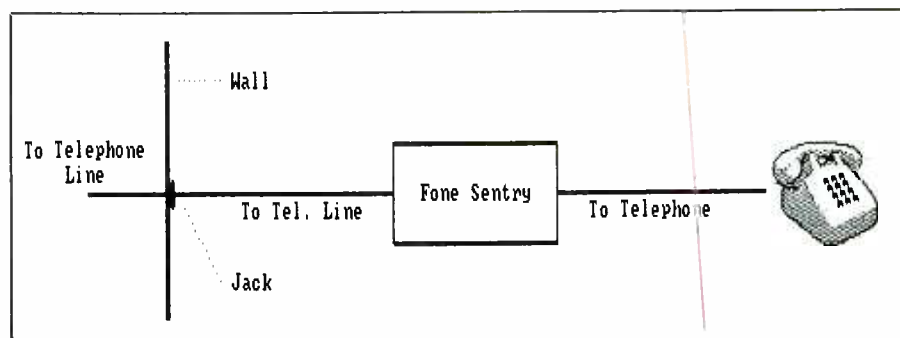 Wall
To Telephone
Line
Fone Sentry
To Tel. Line
To Telephone
Jack